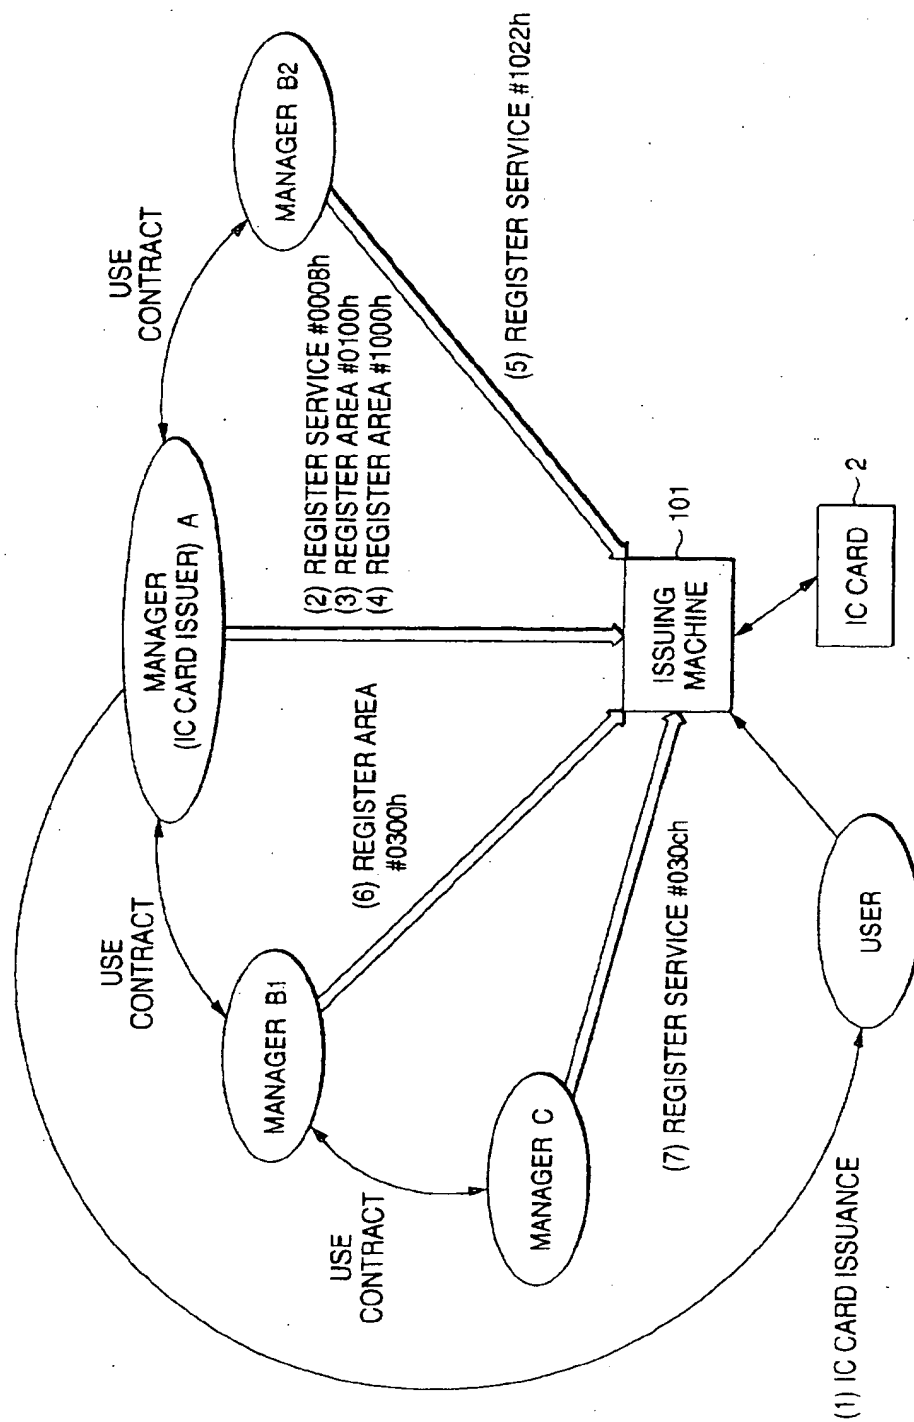 USE
CONTRACT
MANAGER
(IC CARD ISSUER) A
USE
CONTRACT
MANAGER B2
MANAGER B1
USE
CONTRACT
MANAGER C
(2) REGISTER SERVICE #0008h
(3) REGISTER AREA #0100h
(4) REGISTER AREA #1000h
(6) REGISTER AREA
#0300h
(5) REGISTER SERVICE #1022h
(7) REGISTER SERVICE #030ch
ISSUING
MACHINE
101
(1) IC CARD ISSUANCE
USER
IC CARD
2